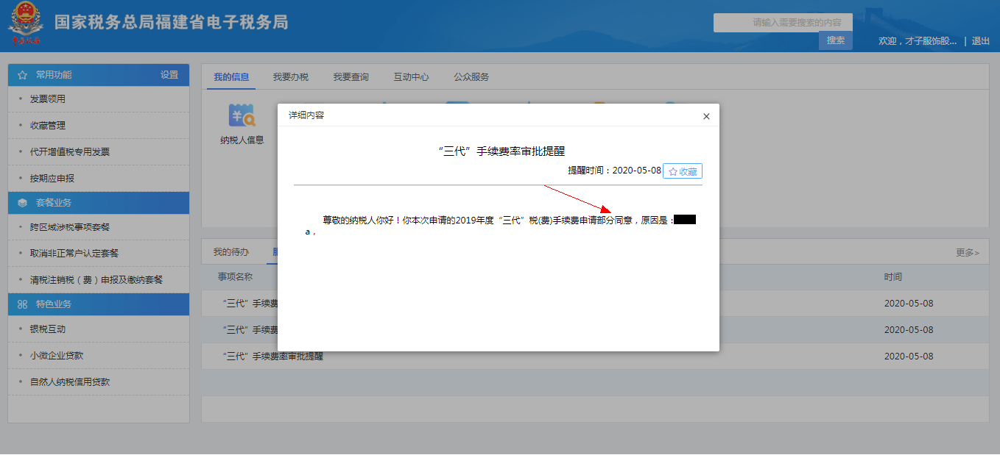 国家税务总局福建省电子税务局
请输入需要搜索的内容
搜索
欢迎，才子服饰股... | 退出
常用功能 设置
发票领用
收藏管理
代开增值税专用发票
按期应申报
套餐业务
跨区域涉税事项套餐
取消非正常户认定套餐
清税注销税（费）申报及缴纳套餐
特色业务
银税互动
小微企业贷款
自然人纳税信用贷款
我的信息 我要办税 我要查询 互动中心 公众服务
纳税人信息
详细内容 ×
“三代”手续费率审批提醒
提醒时间：2020-05-08 收藏
尊敬的纳税人你好！你本次申请的2019年度“三代”税(费)手续费申请部分同意，原因是：
a，
我的待办 更多>
事项名称 时间
“三代”手续费 2020-05-08
“三代”手续费 2020-05-08
“三代”手续费率审批提醒 2020-05-08